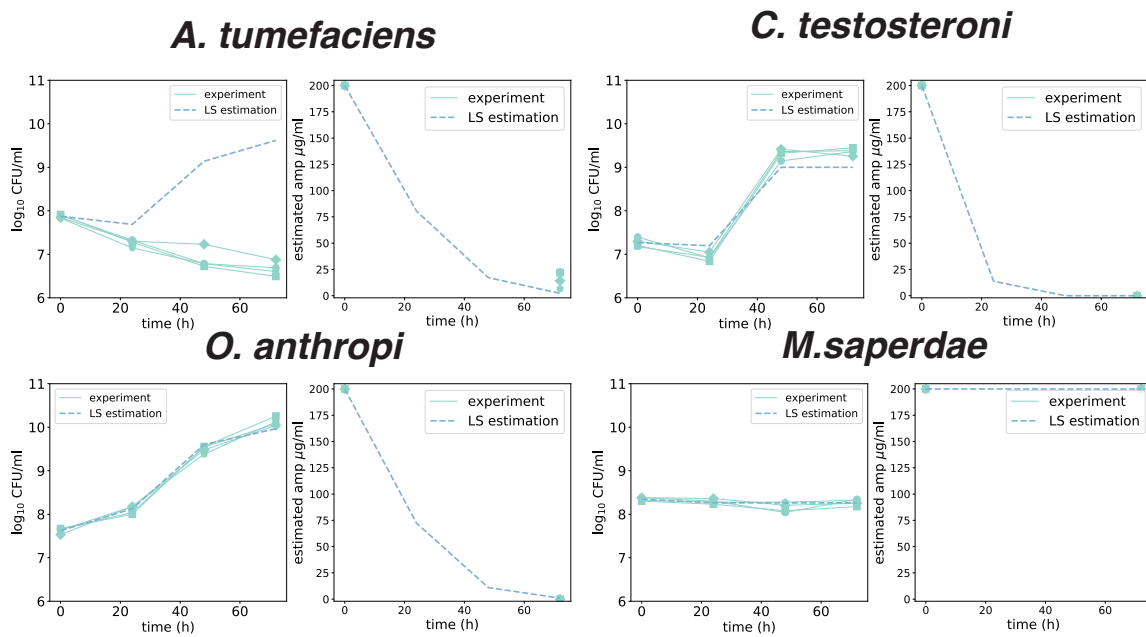 A. tumefaciens
C. testosteroni
log10 CFU/ml
11
10
9
8
7
6
0
20
40
60
time (h)
experiment
LS estimation
estimated amp μg/ml
200
175
150
125
100
75
50
25
0
0
20
40
60
time (h)
experiment
LS estimation
log10 CFU/ml
11
10
9
8
7
6
0
20
40
60
time (h)
experiment
LS estimation
estimated amp μg/ml
200
175
150
125
100
75
50
25
0
0
20
40
60
time (h)
experiment
LS estimation
O. anthropi
M.saperdae
log10 CFU/ml
11
10
9
8
7
6
0
20
40
60
time (h)
experiment
LS estimation
estimated amp μg/ml
200
175
150
125
100
75
50
25
0
0
20
40
60
time (h)
experiment
LS estimation
log10 CFU/ml
11
10
9
8
7
6
0
20
40
60
time (h)
experiment
LS estimation
estimated amp μg/ml
200
175
150
125
100
75
50
25
0
0
20
40
60
time (h)
experiment
LS estimation